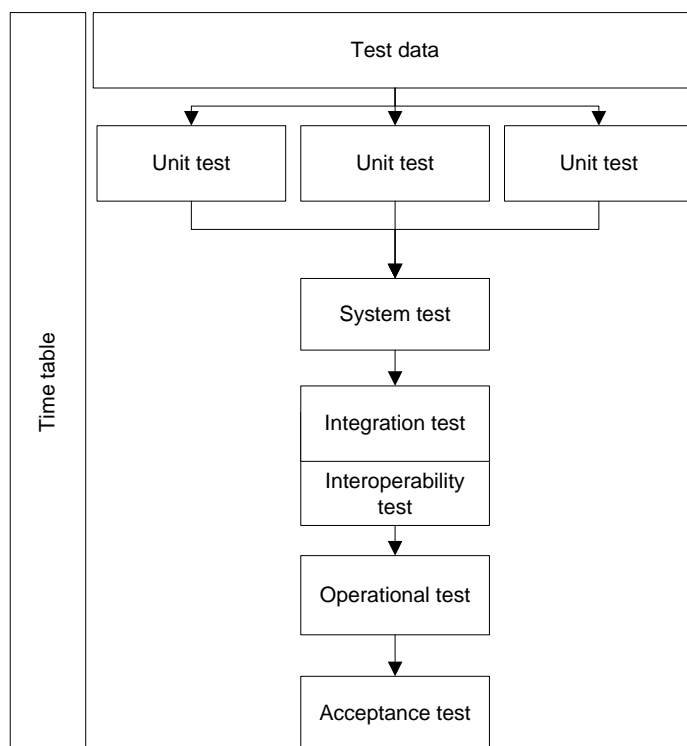 Test data
Unit test
Unit test
Unit test
System test
Time table
Integration test
Interoperability
test
Operational test
Acceptance test